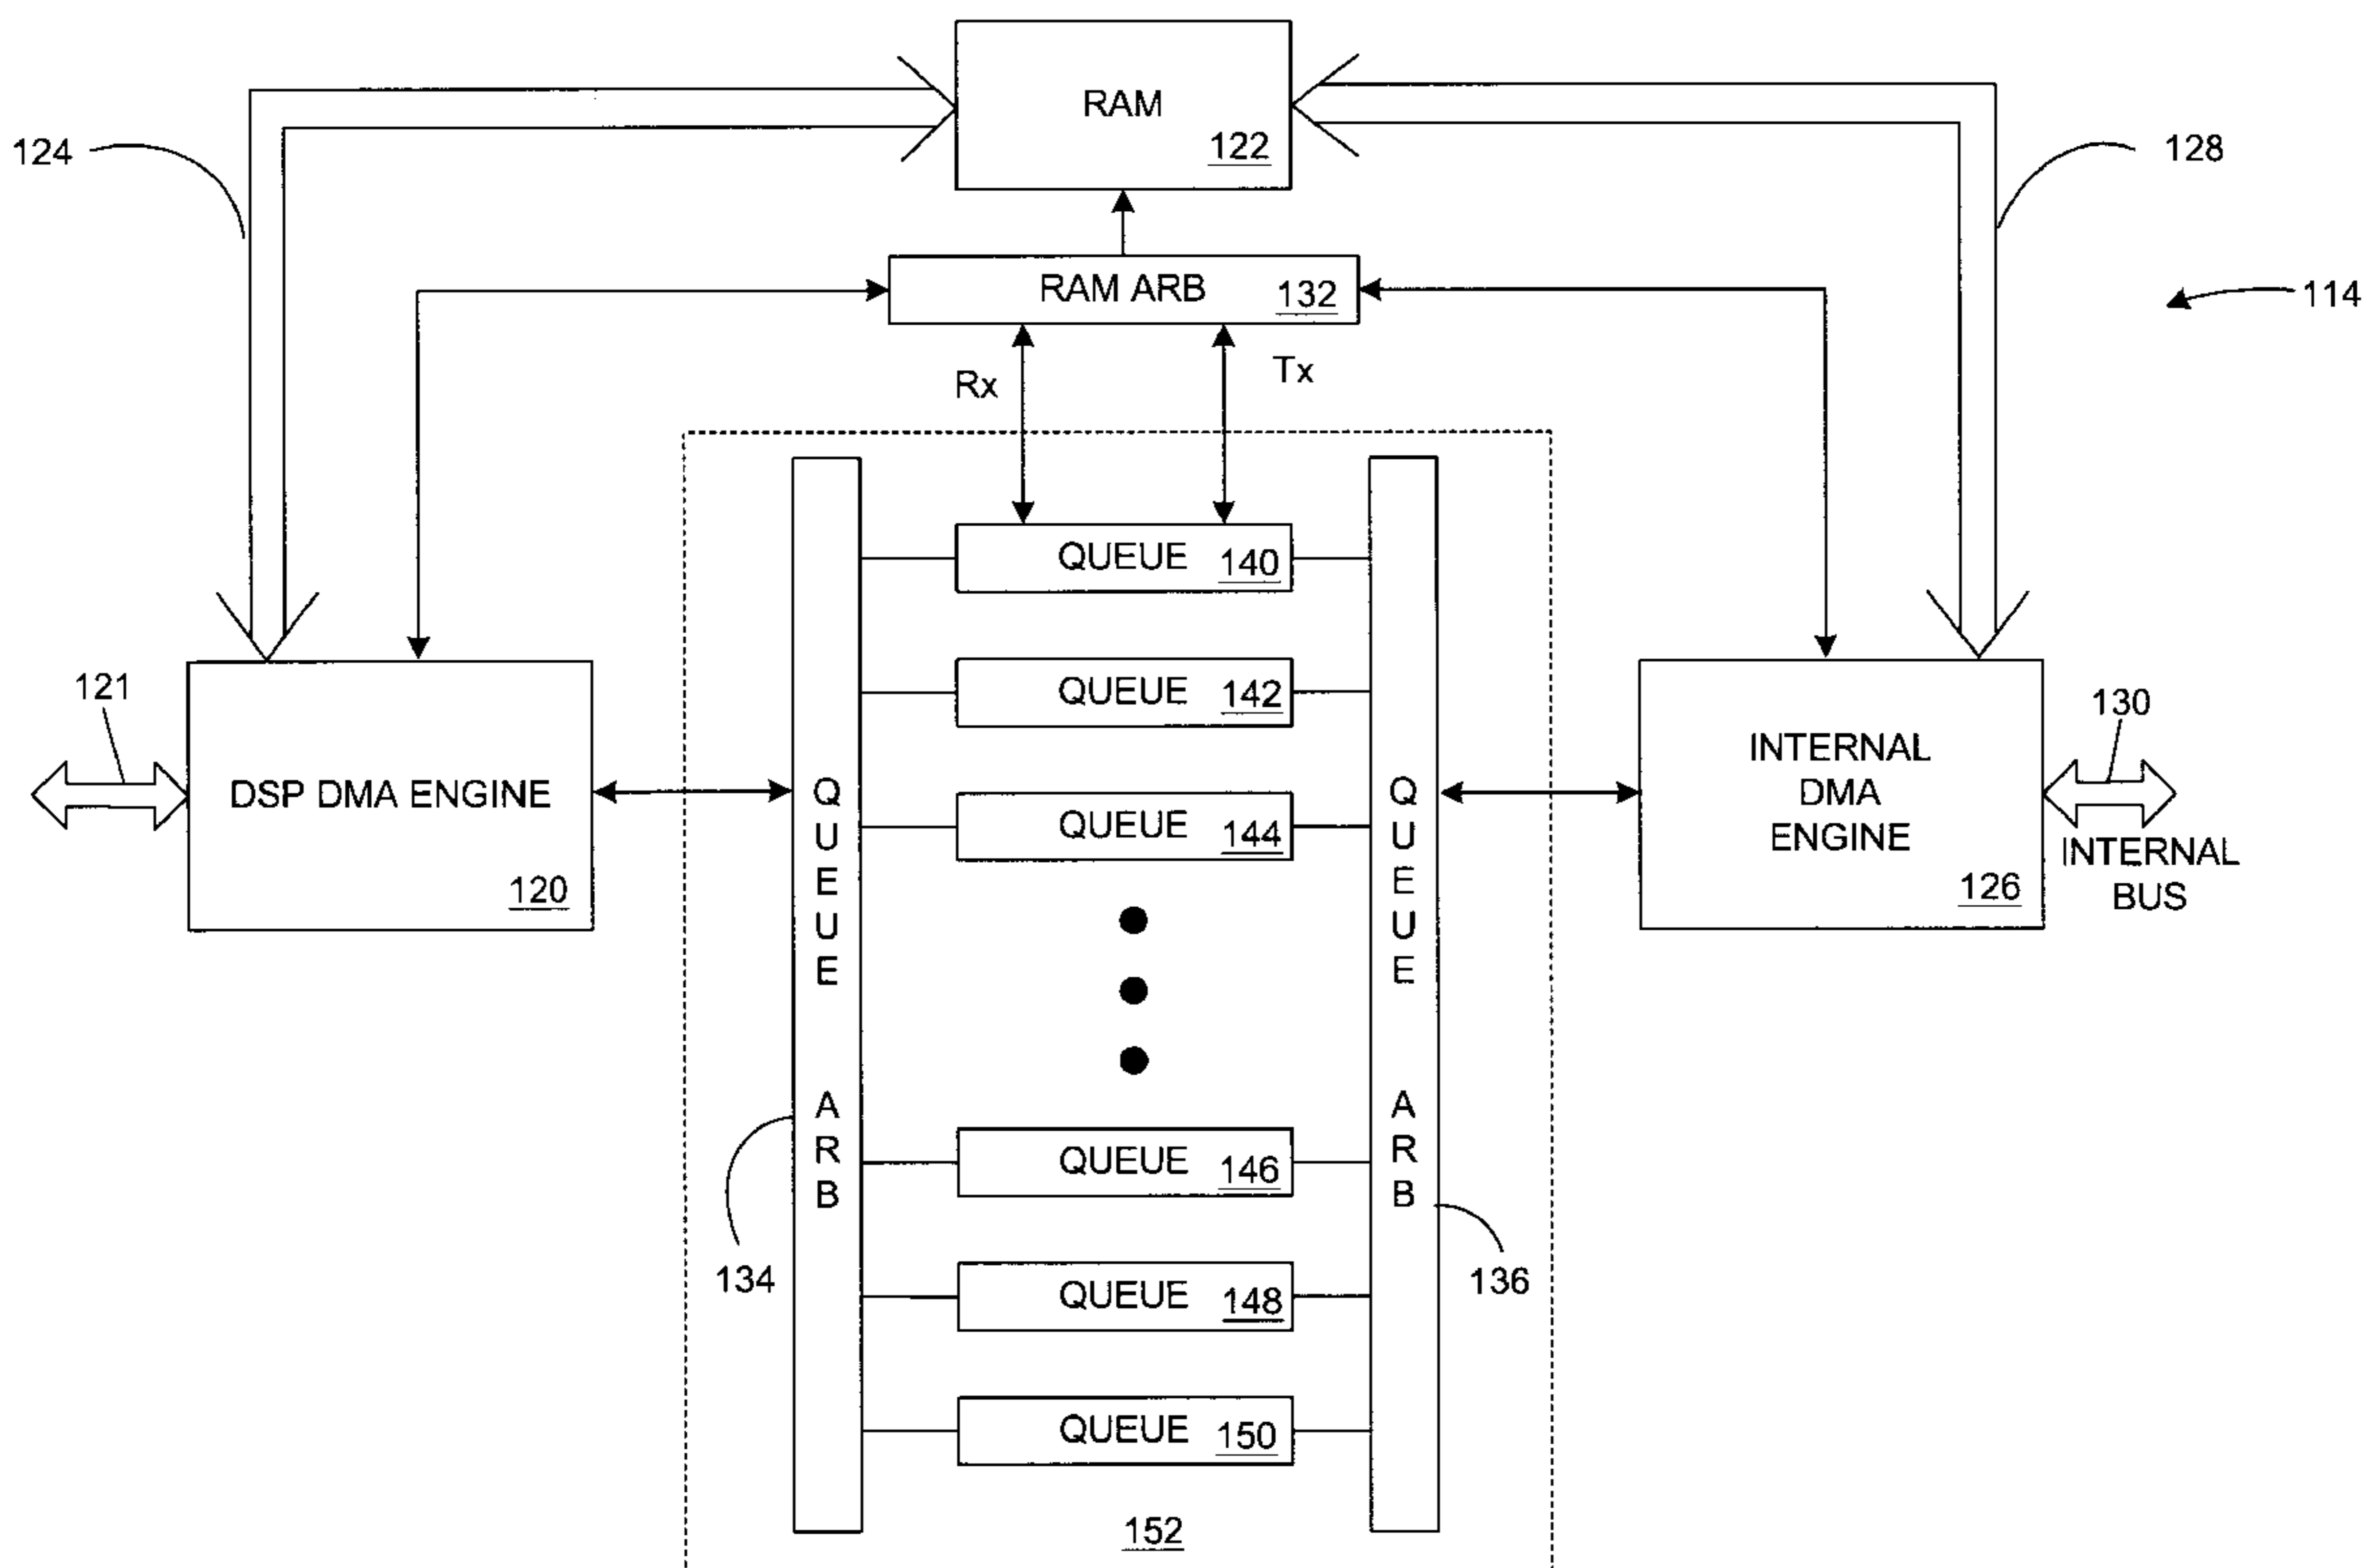 RAM
122
124
128
RAM ARB
132
114
Rx
Tx
QUEUE 140
121
QUEUE 142
130
DSP DMA ENGINE
120
QUEUE ARB
QUEUE 144
QUEUE ARB
INTERNAL
DMA
ENGINE
126
INTERNAL
BUS
QUEUE 146
134
QUEUE 148
136
QUEUE 150
152